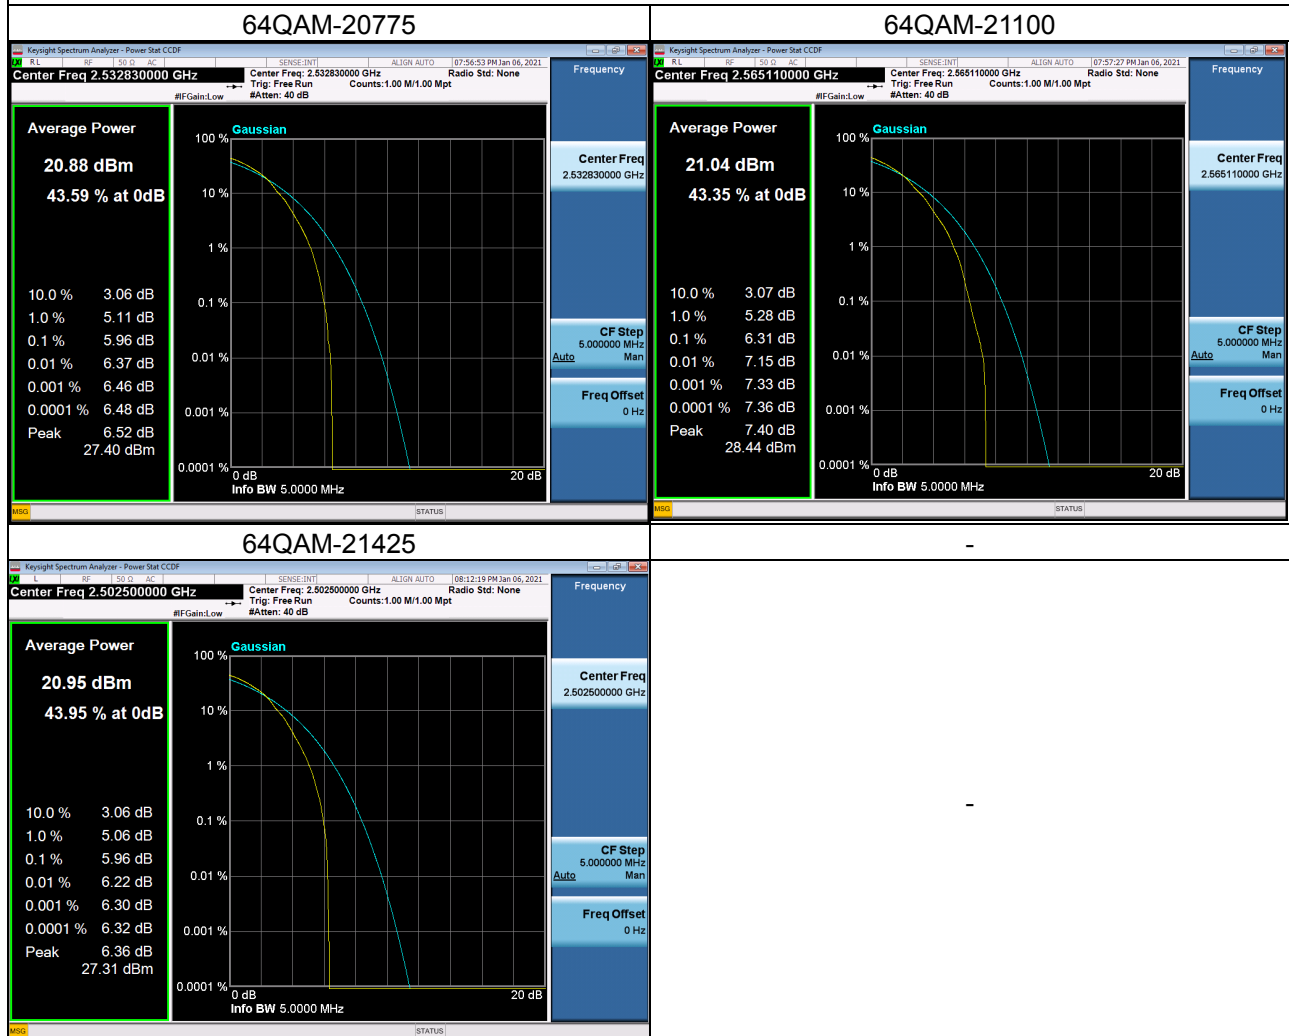 64QAM-20775
Keysight Spectrum Analyzer - Power Stat CCDF
LXI RL RF 50 Ω AC SENSE:INT ALIGN AUTO 07:56:53 PM Jan 06, 2021
Center Freq 2.532830000 GHz
Center Freq: 2.532830000 GHz Radio Std: None
Trig: Free Run Counts:1.00 M/1.00 Mpt
#IFGain:Low #Atten: 40 dB
Average Power
20.88 dBm
43.59 % at 0dB
10.0 % 3.06 dB
1.0 % 5.11 dB
0.1 % 5.96 dB
0.01 % 6.37 dB
0.001 % 6.46 dB
0.0001 % 6.48 dB
Peak 6.52 dB
27.40 dBm
Gaussian
100 %
10 %
1 %
0.1 %
0.01 %
0.001 %
0.0001 %
0 dB 20 dB
Info BW 5.0000 MHz
Frequency
Center Freq
2.532830000 GHz
CF Step
5.000000 MHz
Auto Man
Freq Offset
0 Hz
MSG STATUS
64QAM-21100
Keysight Spectrum Analyzer - Power Stat CCDF
LXI RL RF 50 Ω AC SENSE:INT ALIGN AUTO 07:57:27 PM Jan 06, 2021
Center Freq 2.565110000 GHz
Center Freq: 2.565110000 GHz Radio Std: None
Trig: Free Run Counts:1.00 M/1.00 Mpt
#IFGain:Low #Atten: 40 dB
Average Power
21.04 dBm
43.35 % at 0dB
10.0 % 3.07 dB
1.0 % 5.28 dB
0.1 % 6.31 dB
0.01 % 7.15 dB
0.001 % 7.33 dB
0.0001 % 7.36 dB
Peak 7.40 dB
28.44 dBm
Gaussian
100 %
10 %
1 %
0.1 %
0.01 %
0.001 %
0.0001 %
0 dB 20 dB
Info BW 5.0000 MHz
Frequency
Center Freq
2.565110000 GHz
CF Step
5.000000 MHz
Auto Man
Freq Offset
0 Hz
MSG STATUS
64QAM-21425
Keysight Spectrum Analyzer - Power Stat CCDF
LXI L RF 50 Ω AC SENSE:INT ALIGN AUTO 08:12:19 PM Jan 06, 2021
Center Freq 2.502500000 GHz
Center Freq: 2.502500000 GHz Radio Std: None
Trig: Free Run Counts:1.00 M/1.00 Mpt
#IFGain:Low #Atten: 40 dB
Average Power
20.95 dBm
43.95 % at 0dB
10.0 % 3.06 dB
1.0 % 5.06 dB
0.1 % 5.96 dB
0.01 % 6.22 dB
0.001 % 6.30 dB
0.0001 % 6.32 dB
Peak 6.36 dB
27.31 dBm
Gaussian
100 %
10 %
1 %
0.1 %
0.01 %
0.001 %
0.0001 %
0 dB 20 dB
Info BW 5.0000 MHz
Frequency
Center Freq
2.502500000 GHz
CF Step
5.000000 MHz
Auto Man
Freq Offset
0 Hz
MSG STATUS
-
-